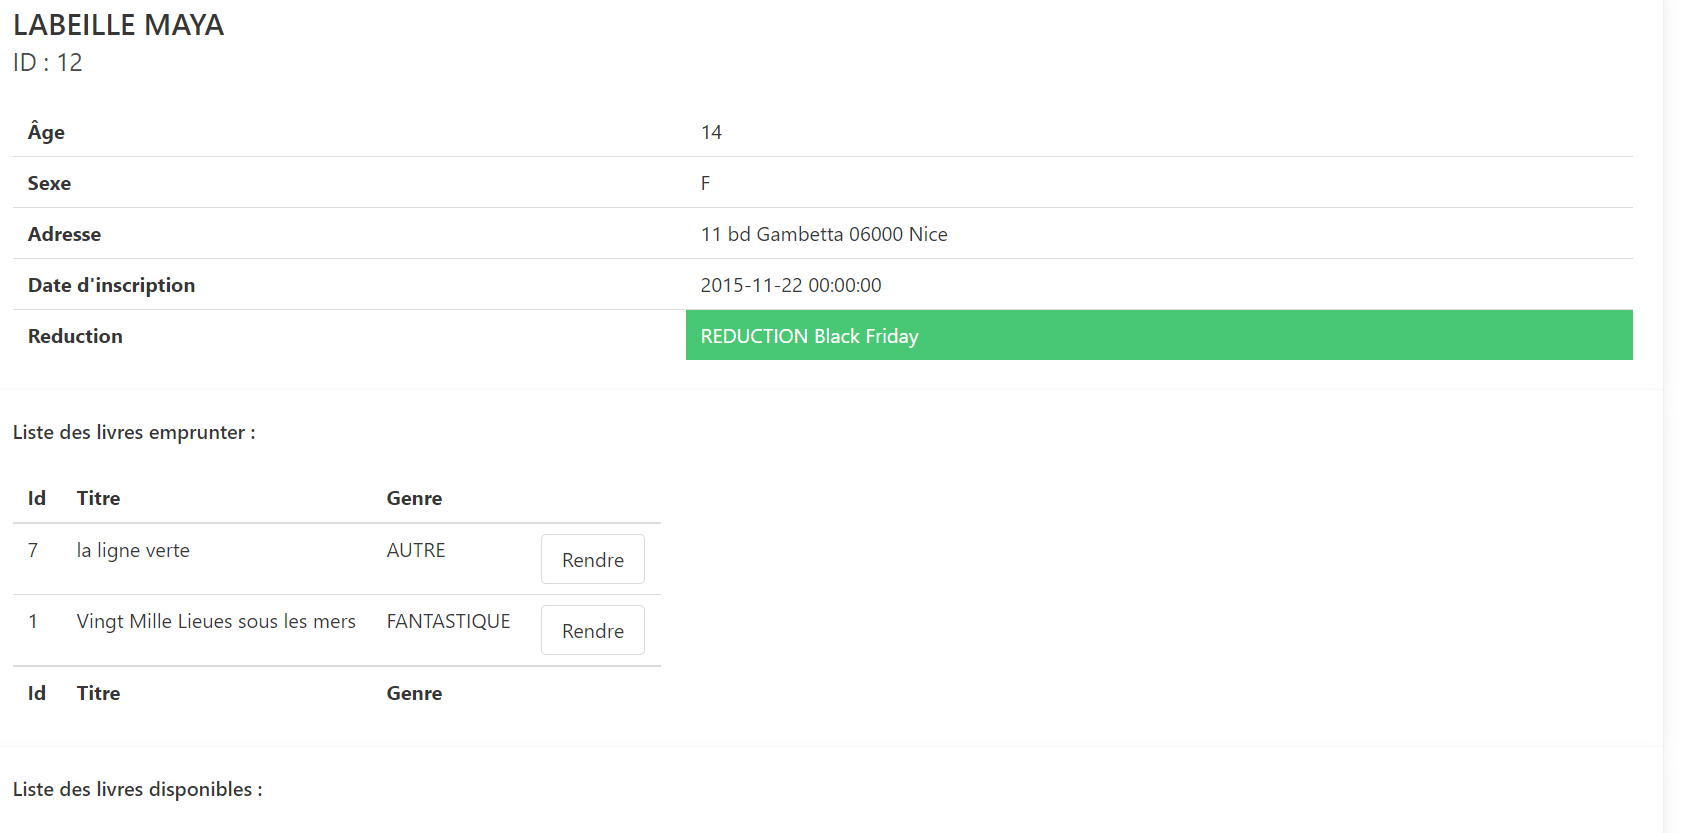 LABEILLE MAYA
ID : 12
Âge 14
Sexe F
Adresse 11 bd Gambetta 06000 Nice
Date d'inscription 2015-11-22 00:00:00
Reduction REDUCTION Black Friday
Liste des livres emprunter :
Id Titre Genre
7 la ligne verte AUTRE Rendre
1 Vingt Mille Lieues sous les mers FANTASTIQUE Rendre
Id Titre Genre
Liste des livres disponibles :